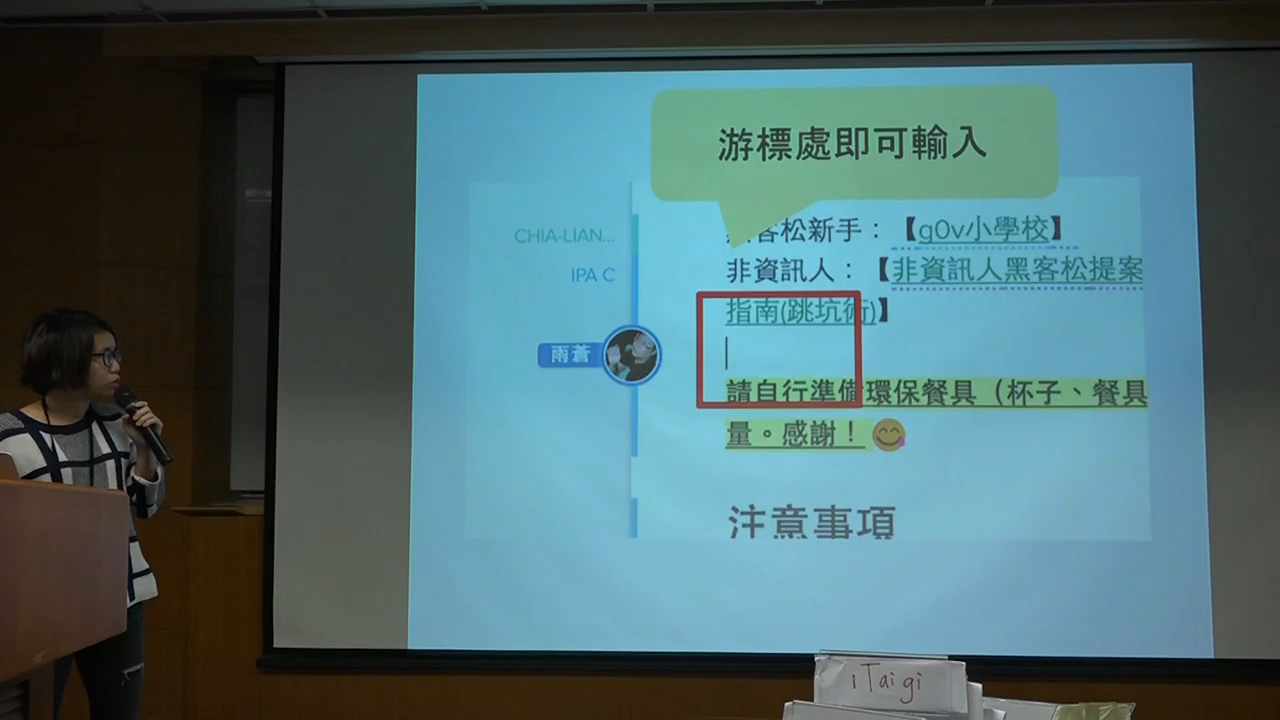 游標處即可輸入
客松新手：【g0v小學校】
CHIA-LIAN...
非資訊人：【非資訊人黑客松提案
IPA C
指南(跳坑術)】
雨蒼
請自行準備環保餐具（杯子、餐具
量。感謝！😋
注意事項
iTaigi